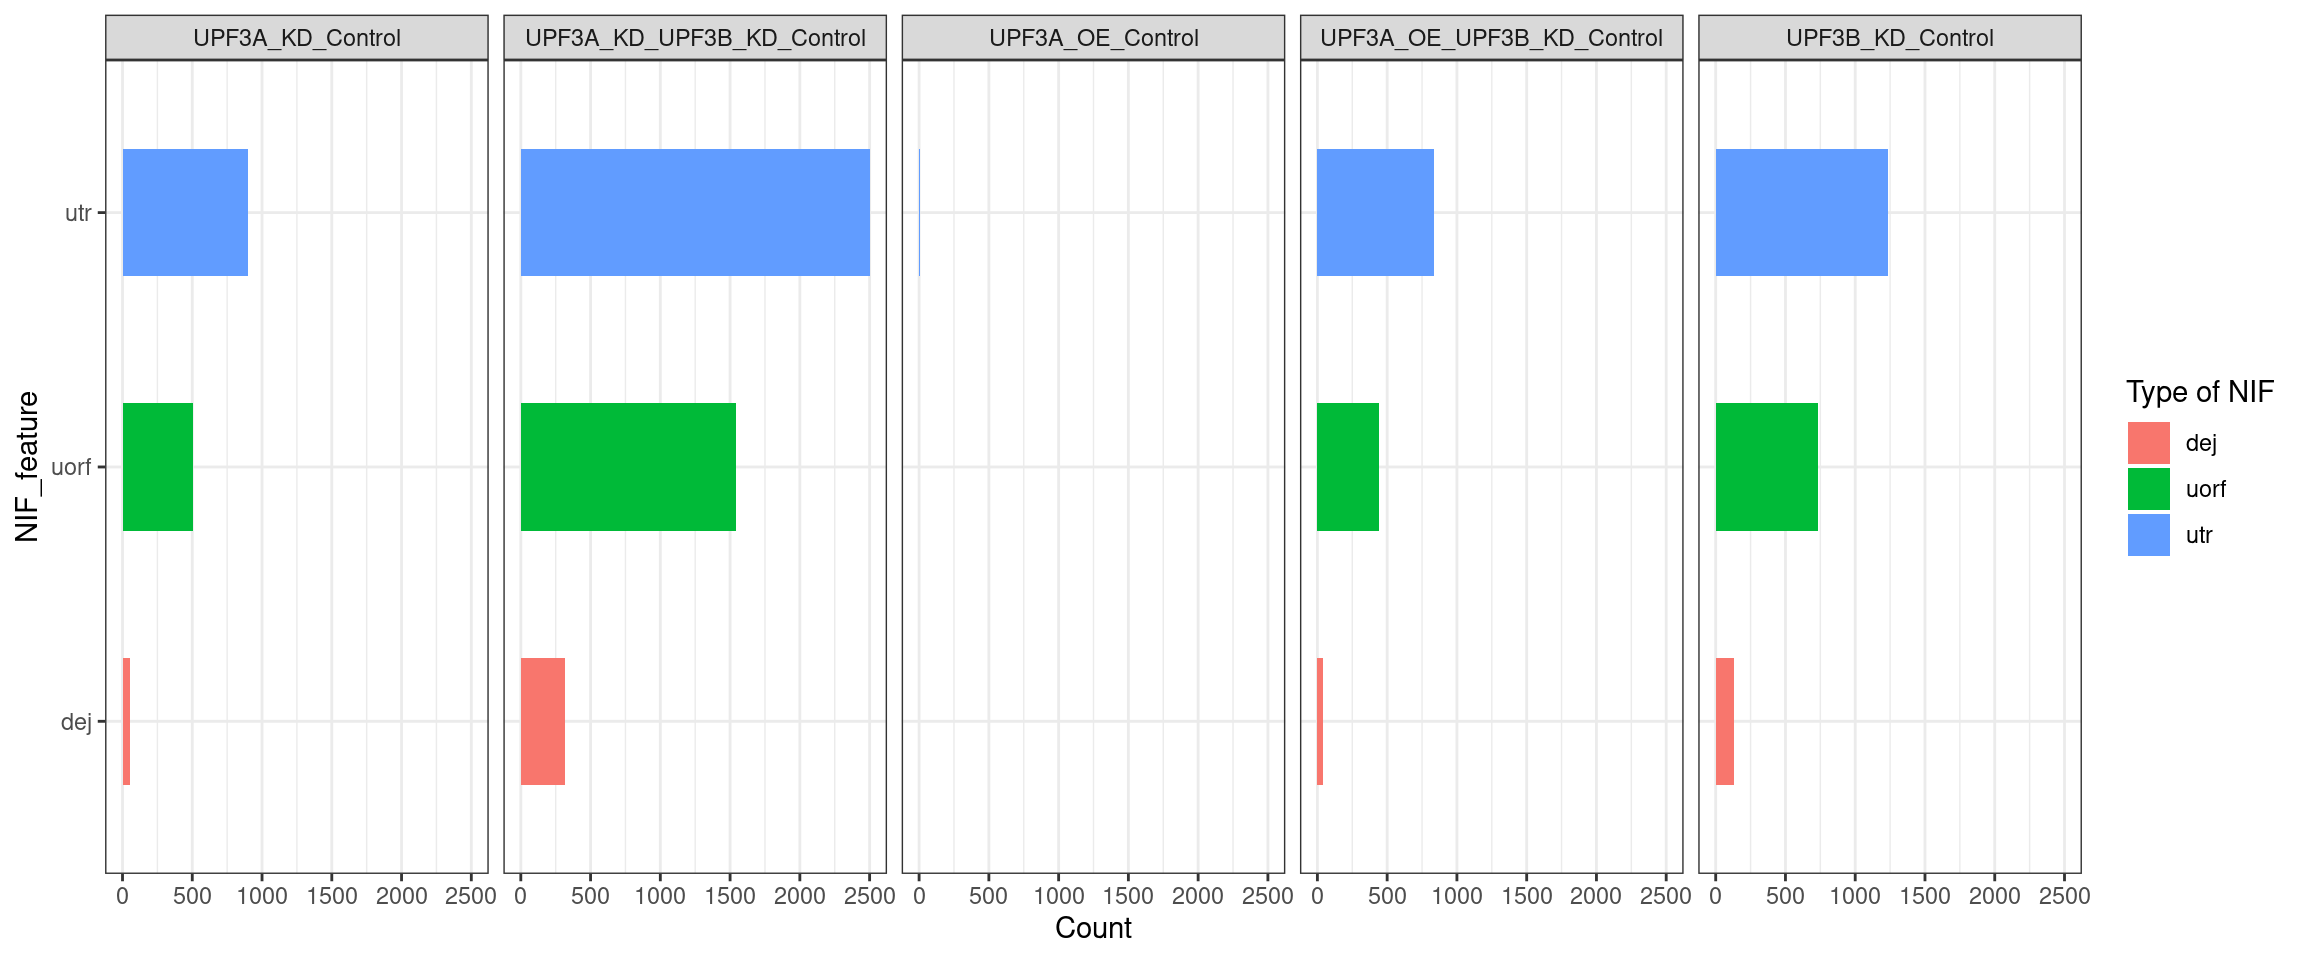 UPF3A_KD_Control
UPF3A_KD_UPF3B_KD_Control
UPF3A_OE_Control
UPF3A_OE_UPF3B_KD_Control
UPF3B_KD_Control
NIF_feature
utr
uorf
dej
0 500 1000 1500 2000 2500
0 500 1000 1500 2000 2500
0 500 1000 1500 2000 2500
0 500 1000 1500 2000 2500
0 500 1000 1500 2000 2500
Count
Type of NIF
dej
uorf
utr